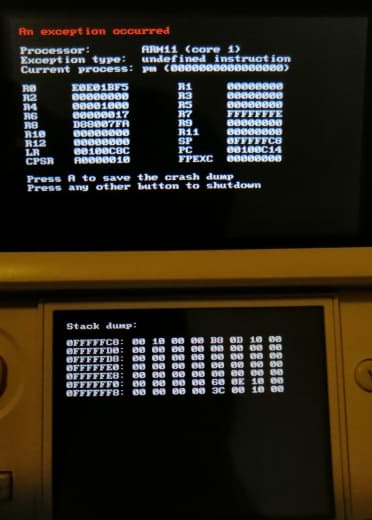 An exception occurred
Processor: ARM11 (core 1)
Exception type: undefined instruction
Current process: pm (0000000000000000)
R0 E0E01BF5 R1 00000000
R2 00000000 R3 00000800
R4 00001000 R5 00000000
R6 00000017 R7 FFFFFFFE
R8 D88007FA R9 00000000
R10 00000000 R11 00000000
R12 00000000 SP 0FFFFFC8
LR 00100C8C PC 00100C14
CPSR A0000010 FPEXC 00000000
Press A to save the crash dump
Press any other button to shutdown
Stack dump:
0FFFFFC8: 00 10 00 00 B8 0D 10 00
0FFFFFD0: 00 00 00 00 00 00 00 00
0FFFFFD8: 00 00 00 00 00 00 00 00
0FFFFFE0: 00 00 00 00 00 00 00 00
0FFFFFE8: 00 00 00 00 00 00 00 00
0FFFFFF0: 00 00 00 00 60 0E 10 00
0FFFFFF8: 00 00 00 00 3C 00 10 00